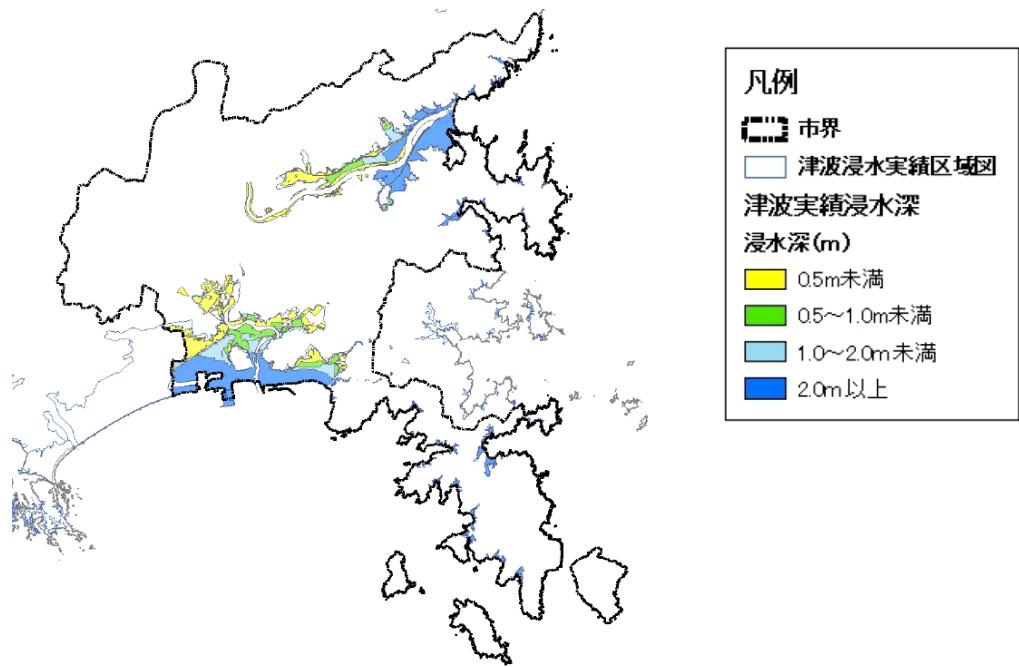 凡例
市界
津波浸水実績区域図
津波実績浸水深
浸水深(m)
0.5m未満
0.5～1.0m未満
1.0～2.0m未満
2.0m以上